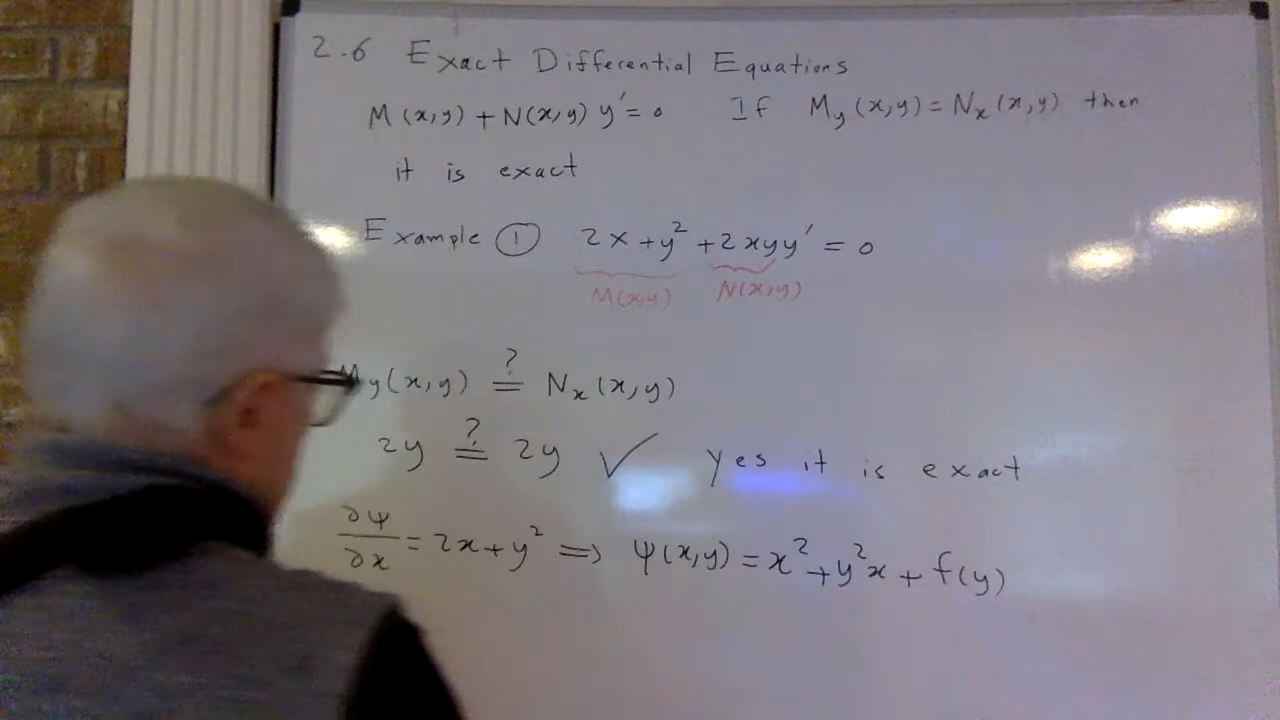 2.6 Exact Differential Equations
M(x,y) + N(x,y) y' = 0 If My(x,y) = Nx(x,y) then
it is exact
Example ① 2x + y² + 2xyy' = 0
M(x,y) N(x,y)
My(x,y) ≟ Nx(x,y)
2y ≟ 2y ✓ yes it is exact
∂ψ/∂x = 2x + y² ⟹ ψ(x,y) = x² + y²x + f(y)